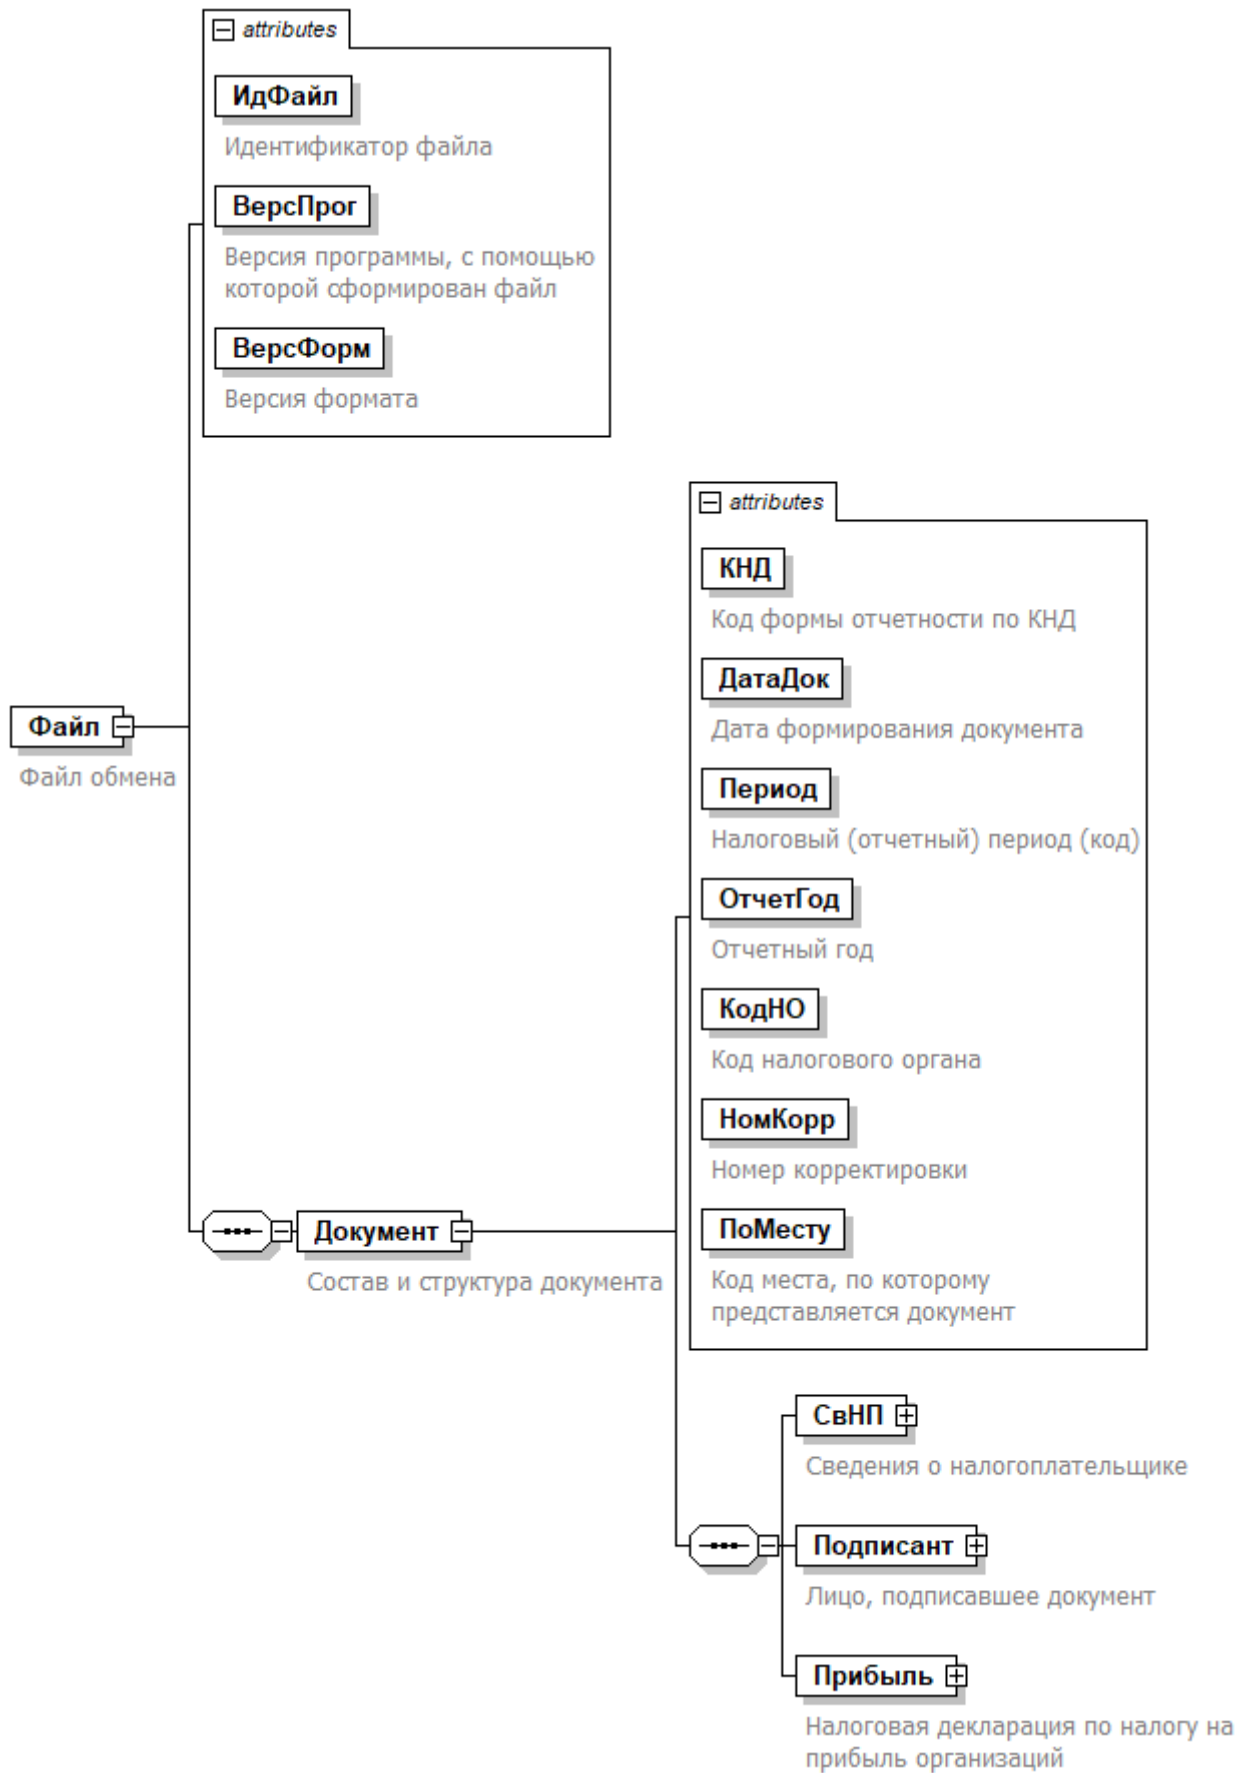 attributes
ИдФайл
Идентификатор файла
ВерсПрог
Версия программы, с помощью
которой сформирован файл
ВерсФорм
Версия формата
attributes
КНД
Код формы отчетности по КНД
ДатаДок
Дата формирования документа
Файл
Файл обмена
Период
Налоговый (отчетный) период (код)
ОтчетГод
Отчетный год
КодНО
Код налогового органа
НомКорр
Номер корректировки
ПоМесту
Код места, по которому
представляется документ
Документ
Состав и структура документа
СвНП
Сведения о налогоплательщике
Подписант
Лицо, подписавшее документ
Прибыль
Налоговая декларация по налогу на
прибыль организаций